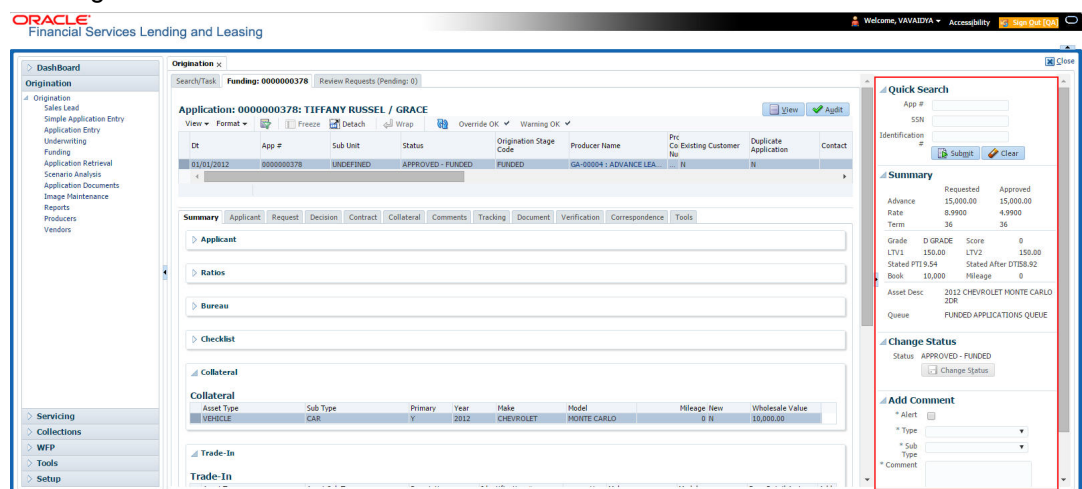 ORACLE
Financial Services Lending and Leasing
Welcome, VAVAIDYA Accessibility Sign Out [QA]
Close
DashBoard
Origination
Origination
Sales Lead
Simple Application Entry
Application Entry
Underwriting
Funding
Application Retrieval
Scenario Analysis
Application Documents
Image Maintenance
Reports
Producers
Vendors
Servicing
Collections
WFP
Tools
Setup
Origination x
Search/Task Funding: 0000000378 Review Requests (Pending: 0)
Application: 0000000378: TIFFANY RUSSEL / GRACE
View Audit
View Format Freeze Detach Wrap Override OK Warning OK
Dt App # Sub Unit Status Origination Stage Code Producer Name Existing Customer Duplicate Application Contact
01/01/2012 0000000378 UNDEFINED APPROVED - FUNDED FUNDED GA-00004 : ADVANCE LEA... ... N N
Summary Applicant Request Decision Contract Collateral Comments Tracking Document Verification Correspondence Tools
Applicant
Ratios
Bureau
Checklist
Collateral
Collateral
Asset Type Sub Type Primary Year Make Model Mileage New Wholesale Value
VEHICLE CAR Y 2012 CHEVROLET MONTE CARLO 0 N 10,000.00
Trade-In
Trade-In
Quick Search
App #
SSN
Identification #
Submit Clear
Summary
Requested Approved
Advance 15,000.00 15,000.00
Rate 8.9900 4.9900
Term 36 36
Grade D GRADE Score 0
LTV1 150.00 LTV2 150.00
Stated PTI 9.54 Stated After DTI 58.92
Book 10,000 Mileage 0
Asset Desc 2012 CHEVROLET MONTE CARLO
2DR
Queue FUNDED APPLICATIONS QUEUE
Change Status
Status APPROVED - FUNDED
Change Status
Add Comment
* Alert
* Type
* Sub
Type
* Comment